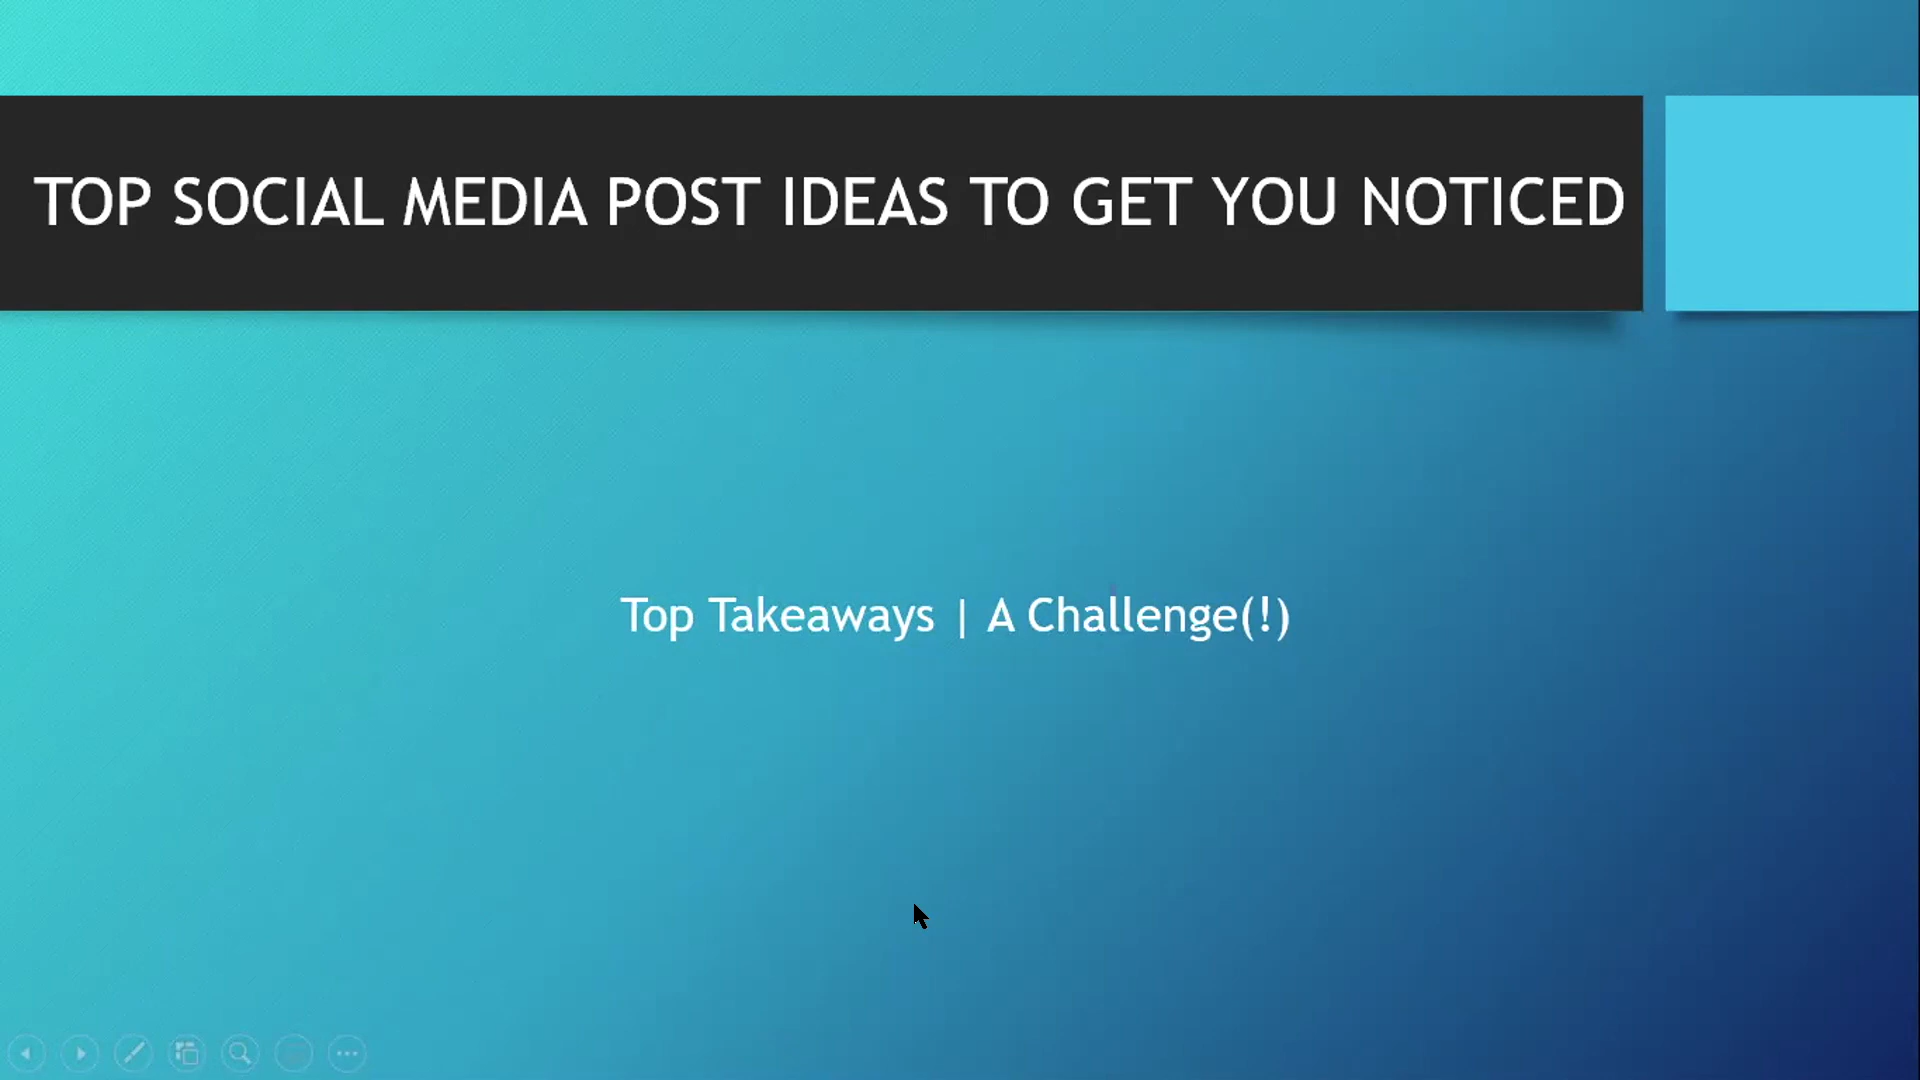 TOP SOCIAL MEDIA POST IDEAS TO GET YOU NOTICED
Top Takeaways | A Challenge(!)